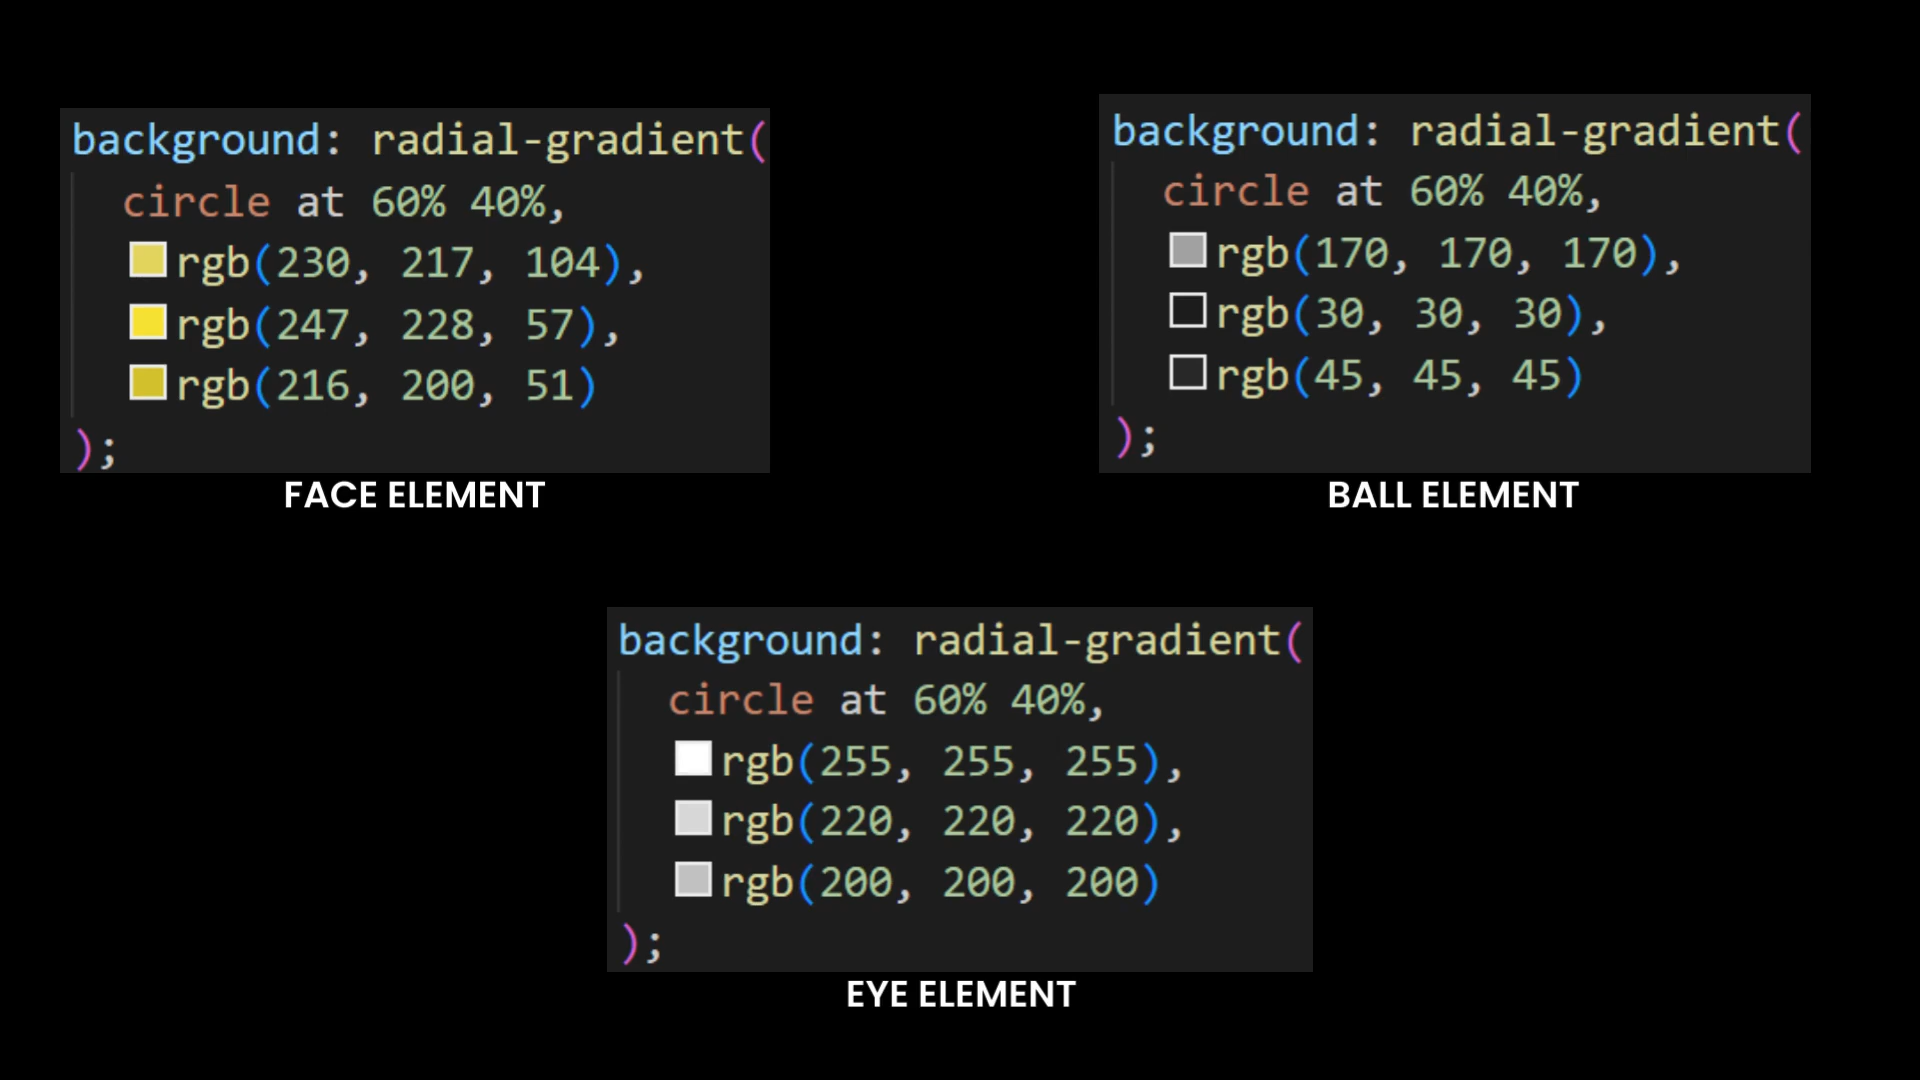 background: radial-gradient(
circle at 60% 40%,
rgb(230, 217, 104),
rgb(247, 228, 57),
rgb(216, 200, 51)
);
FACE ELEMENT
background: radial-gradient(
circle at 60% 40%,
rgb(170, 170, 170),
rgb(30, 30, 30),
rgb(45, 45, 45)
);
BALL ELEMENT
background: radial-gradient(
circle at 60% 40%,
rgb(255, 255, 255),
rgb(220, 220, 220),
rgb(200, 200, 200)
);
EYE ELEMENT